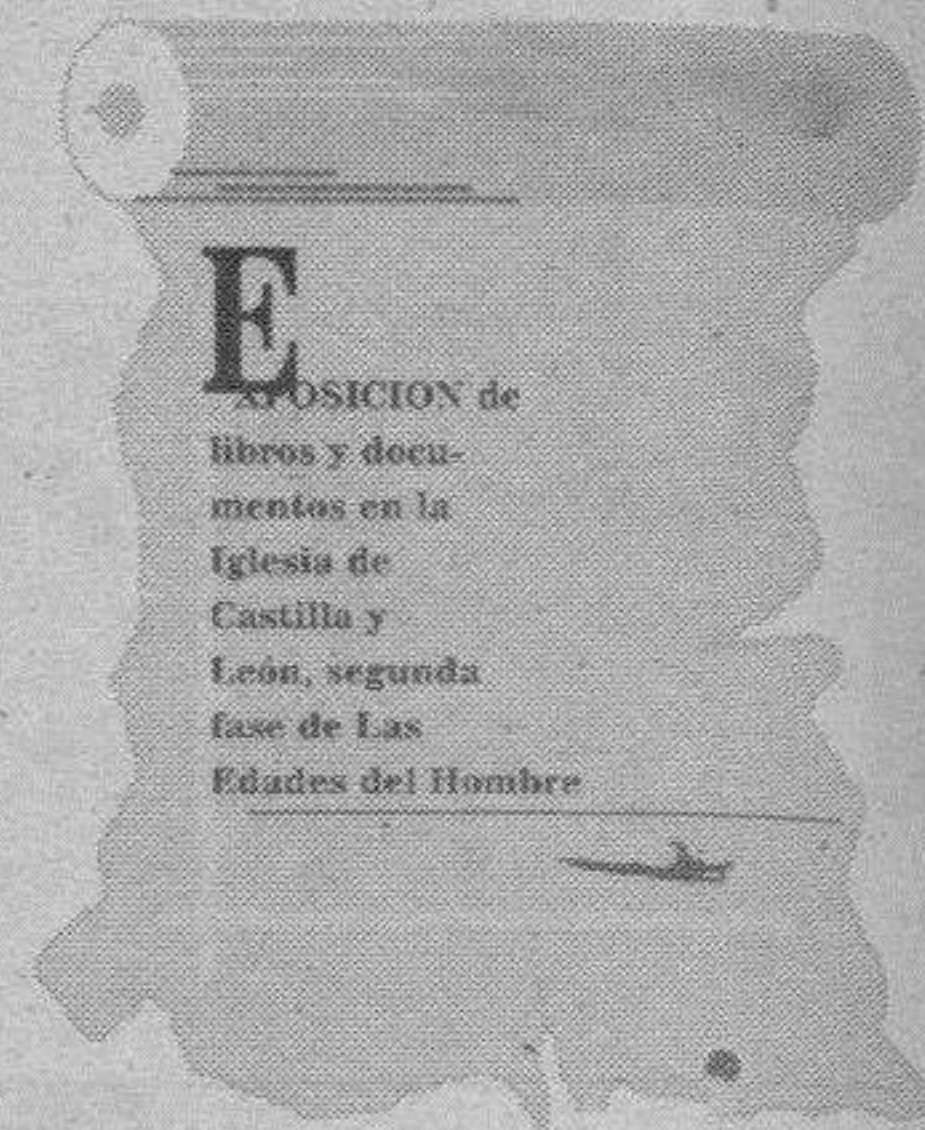 EXPOSICION de
libros y docu-
mentos en la
Iglesia de
Castilla y
León, segunda
fase de Las
Edades del Hombre